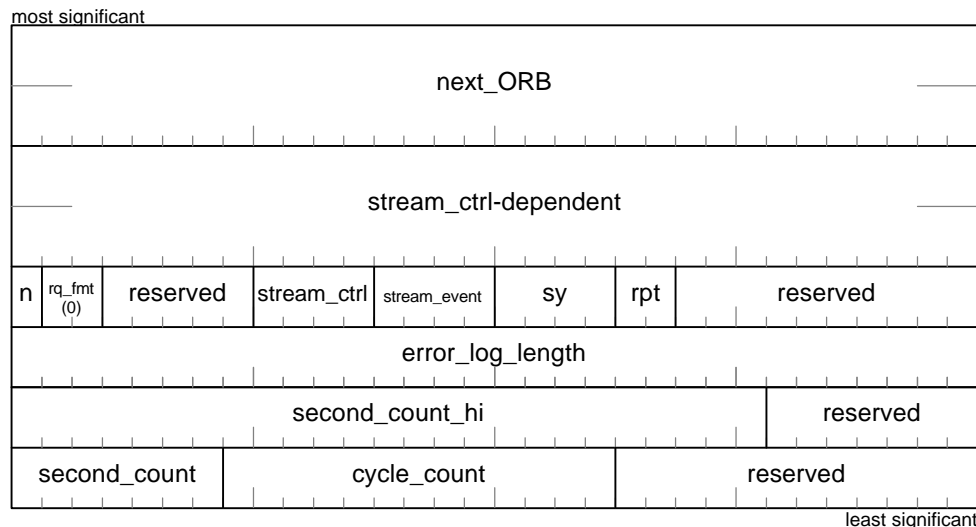 most significant
next_ORB
stream_ctrl-dependent
n rq_fmt (0) reserved stream_ctrl stream_event sy rpt reserved
error_log_length
second_count_hi reserved
second_count cycle_count reserved
least significant